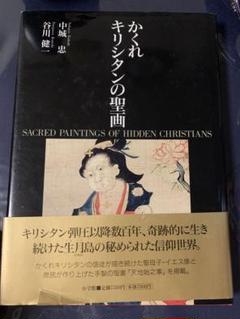 かくれ
キリシタンの聖画
中城 忠
谷川健一
SACRED PAINTINGS OF HIDDEN CHRISTIANS
キリシタン弾圧以降数百年、奇跡的に生き
続けた生月島の秘められた信仰世界。
かくれキリシタンの信徒が描き続けた聖母子・イエス像と
庶民が作り上げた手製の聖書「天地始之事」を掲載。
小学館